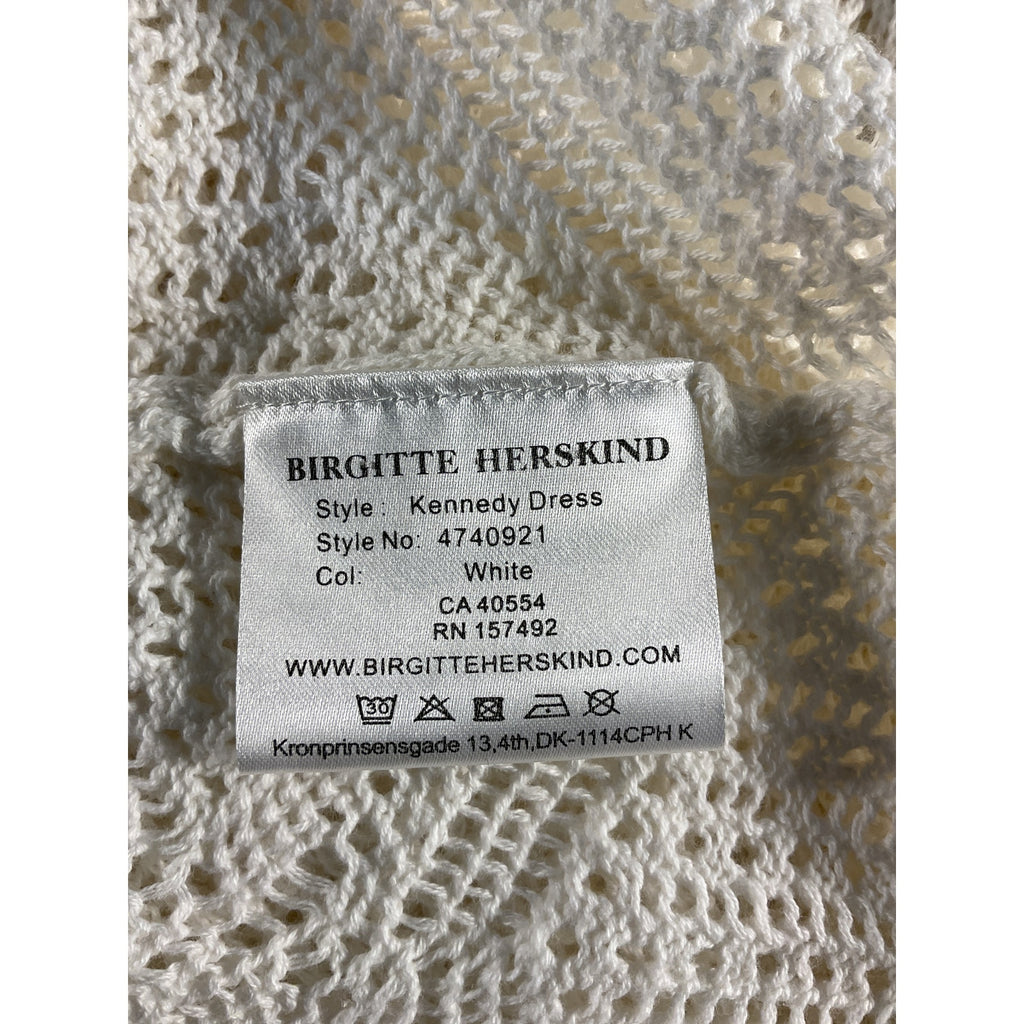 BIRGITTE HERSKIND
Style : Kennedy Dress
Style No: 4740921
Col: White
CA 40554
RN 157492
WWW.BIRGITTEHERSKIND.COM
30
Kronprinsensgade 13,4th,DK-1114CPH K